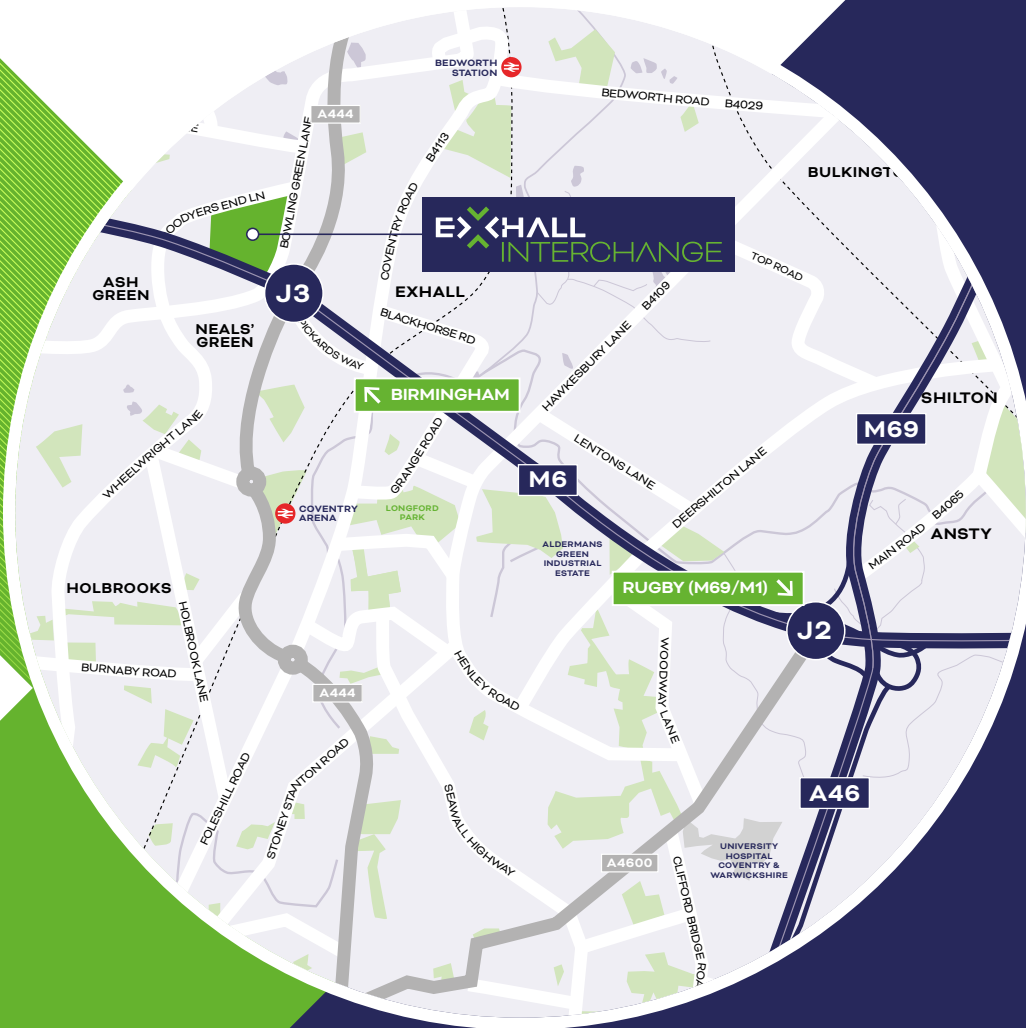 BEDWORTH
STATION
BEDWORTH ROAD B4029
A444
B4113
BULKINGT
OODYERS END LN
BOWLING GREEN LANE
COVENTRY ROAD
EXHALL
INTERCHANGE
TOP ROAD
ASH
GREEN
J3
EXHALL
B4109
NEALS'
GREEN
PICKARDS WAY
BLACKHORSE RD
HAWKESBURY LANE
BIRMINGHAM
SHILTON
M69
WHEELWRIGHT LANE
GRANGE ROAD
M6
LENTONS LANE
DEERSHILTON LANE
COVENTRY
ARENA
LONGFORD
PARK
MAIN ROAD B4065
ANSTY
ALDERMANS
GREEN
INDUSTRIAL
ESTATE
HOLBROOKS
RUGBY (M69/M1)
J2
HOLBROOK LANE
BURNABY ROAD
HENLEY ROAD
WOODWAY LANE
A444
FOLESHILL ROAD
STONEY STANTON ROAD
SEAWALL HIGHWAY
A46
UNIVERSITY
HOSPITAL
COVENTRY &
WARWICKSHIRE
A4600
CLIFFORD BRIDGE ROA